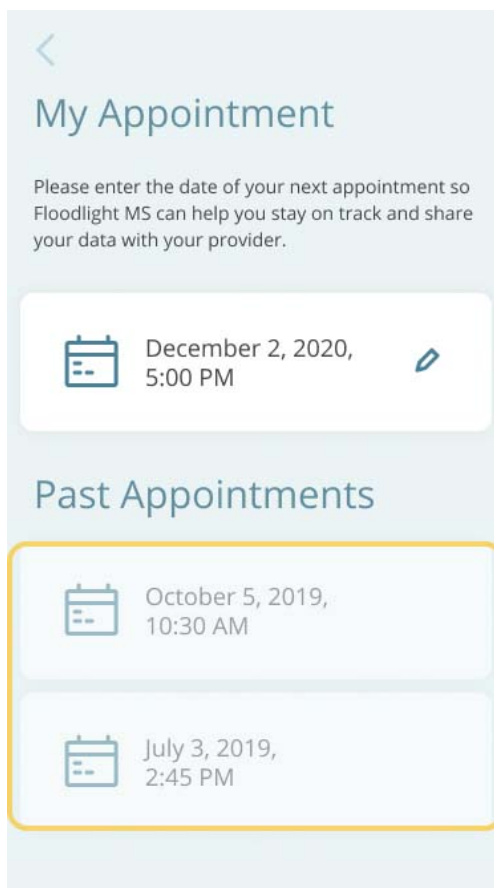 My Appointment
Please enter the date of your next appointment so
Floodlight MS can help you stay on track and share
your data with your provider.
December 2, 2020,
5:00 PM
Past Appointments
October 5, 2019,
10:30 AM
July 3, 2019,
2:45 PM